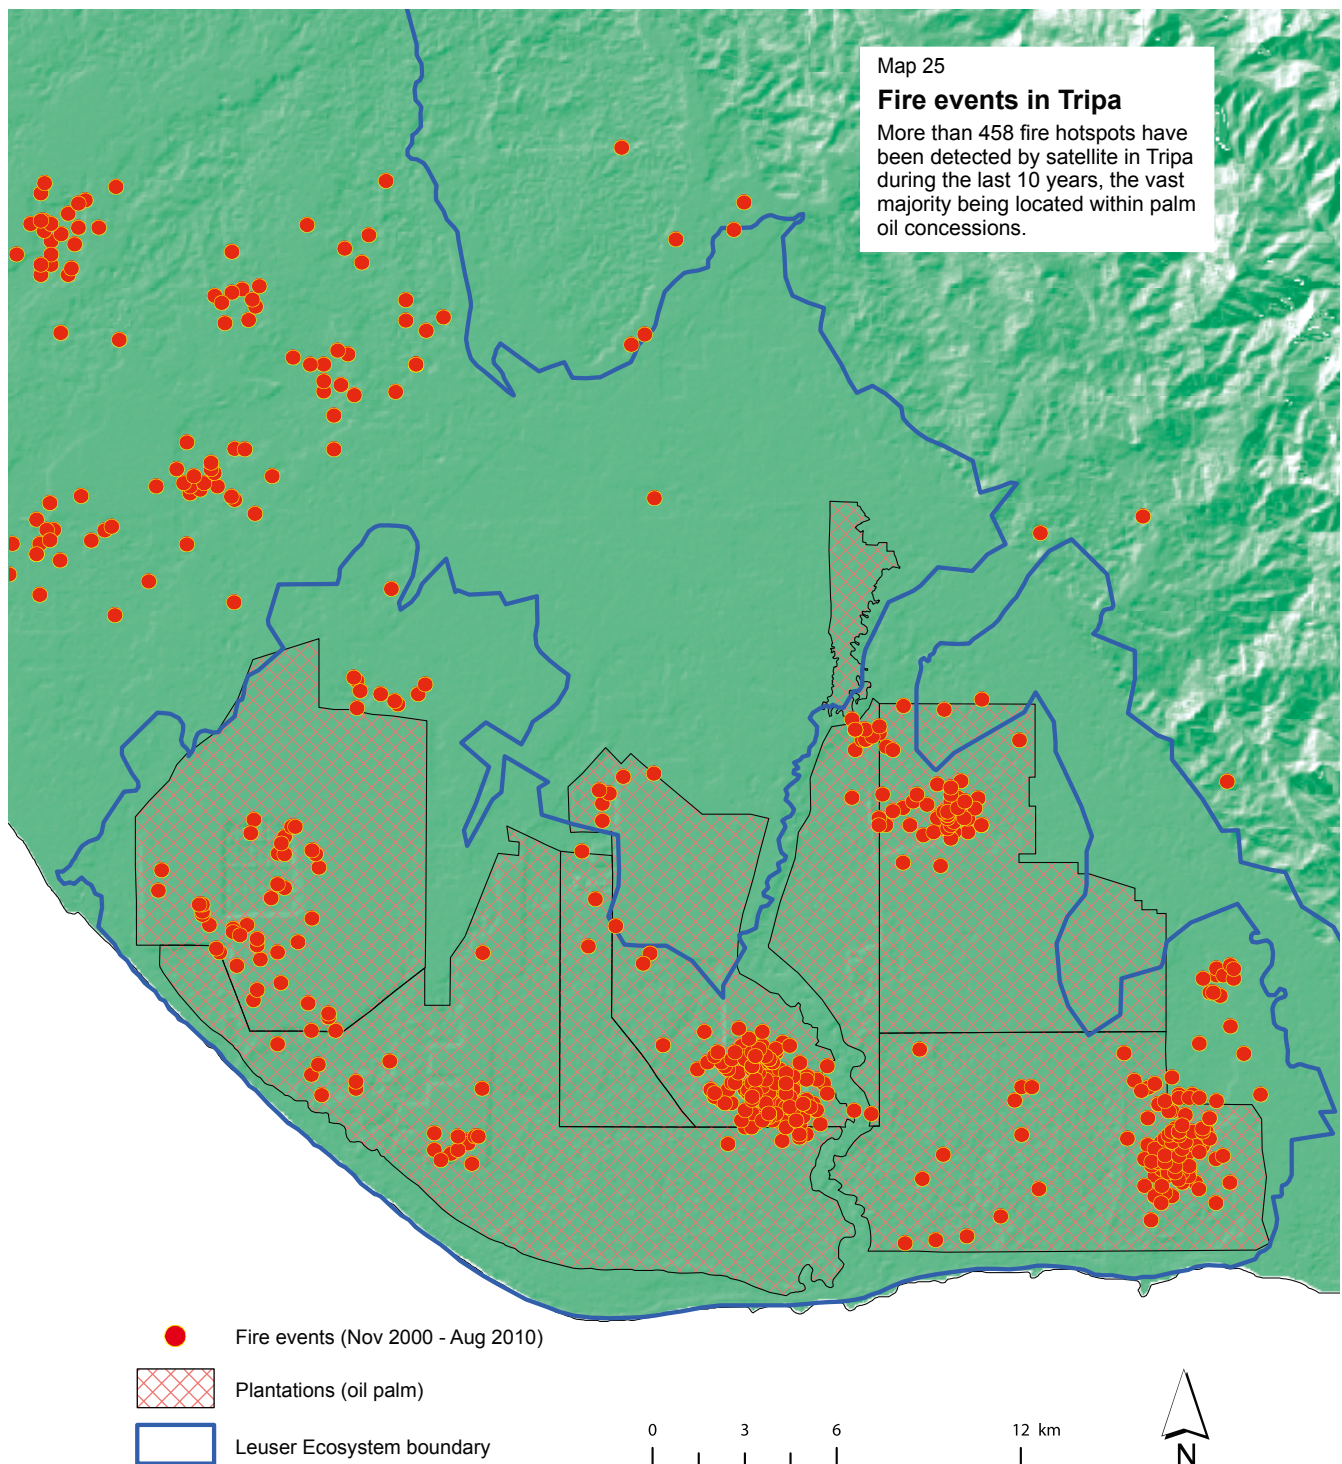 Map 25
Fire events in Tripa
More than 458 fire hotspots have
been detected by satellite in Tripa
during the last 10 years, the vast
majority being located within palm
oil concessions.
Fire events (Nov 2000 - Aug 2010)
Plantations (oil palm)
Leuser Ecosystem boundary
0 3 6 12 km
N